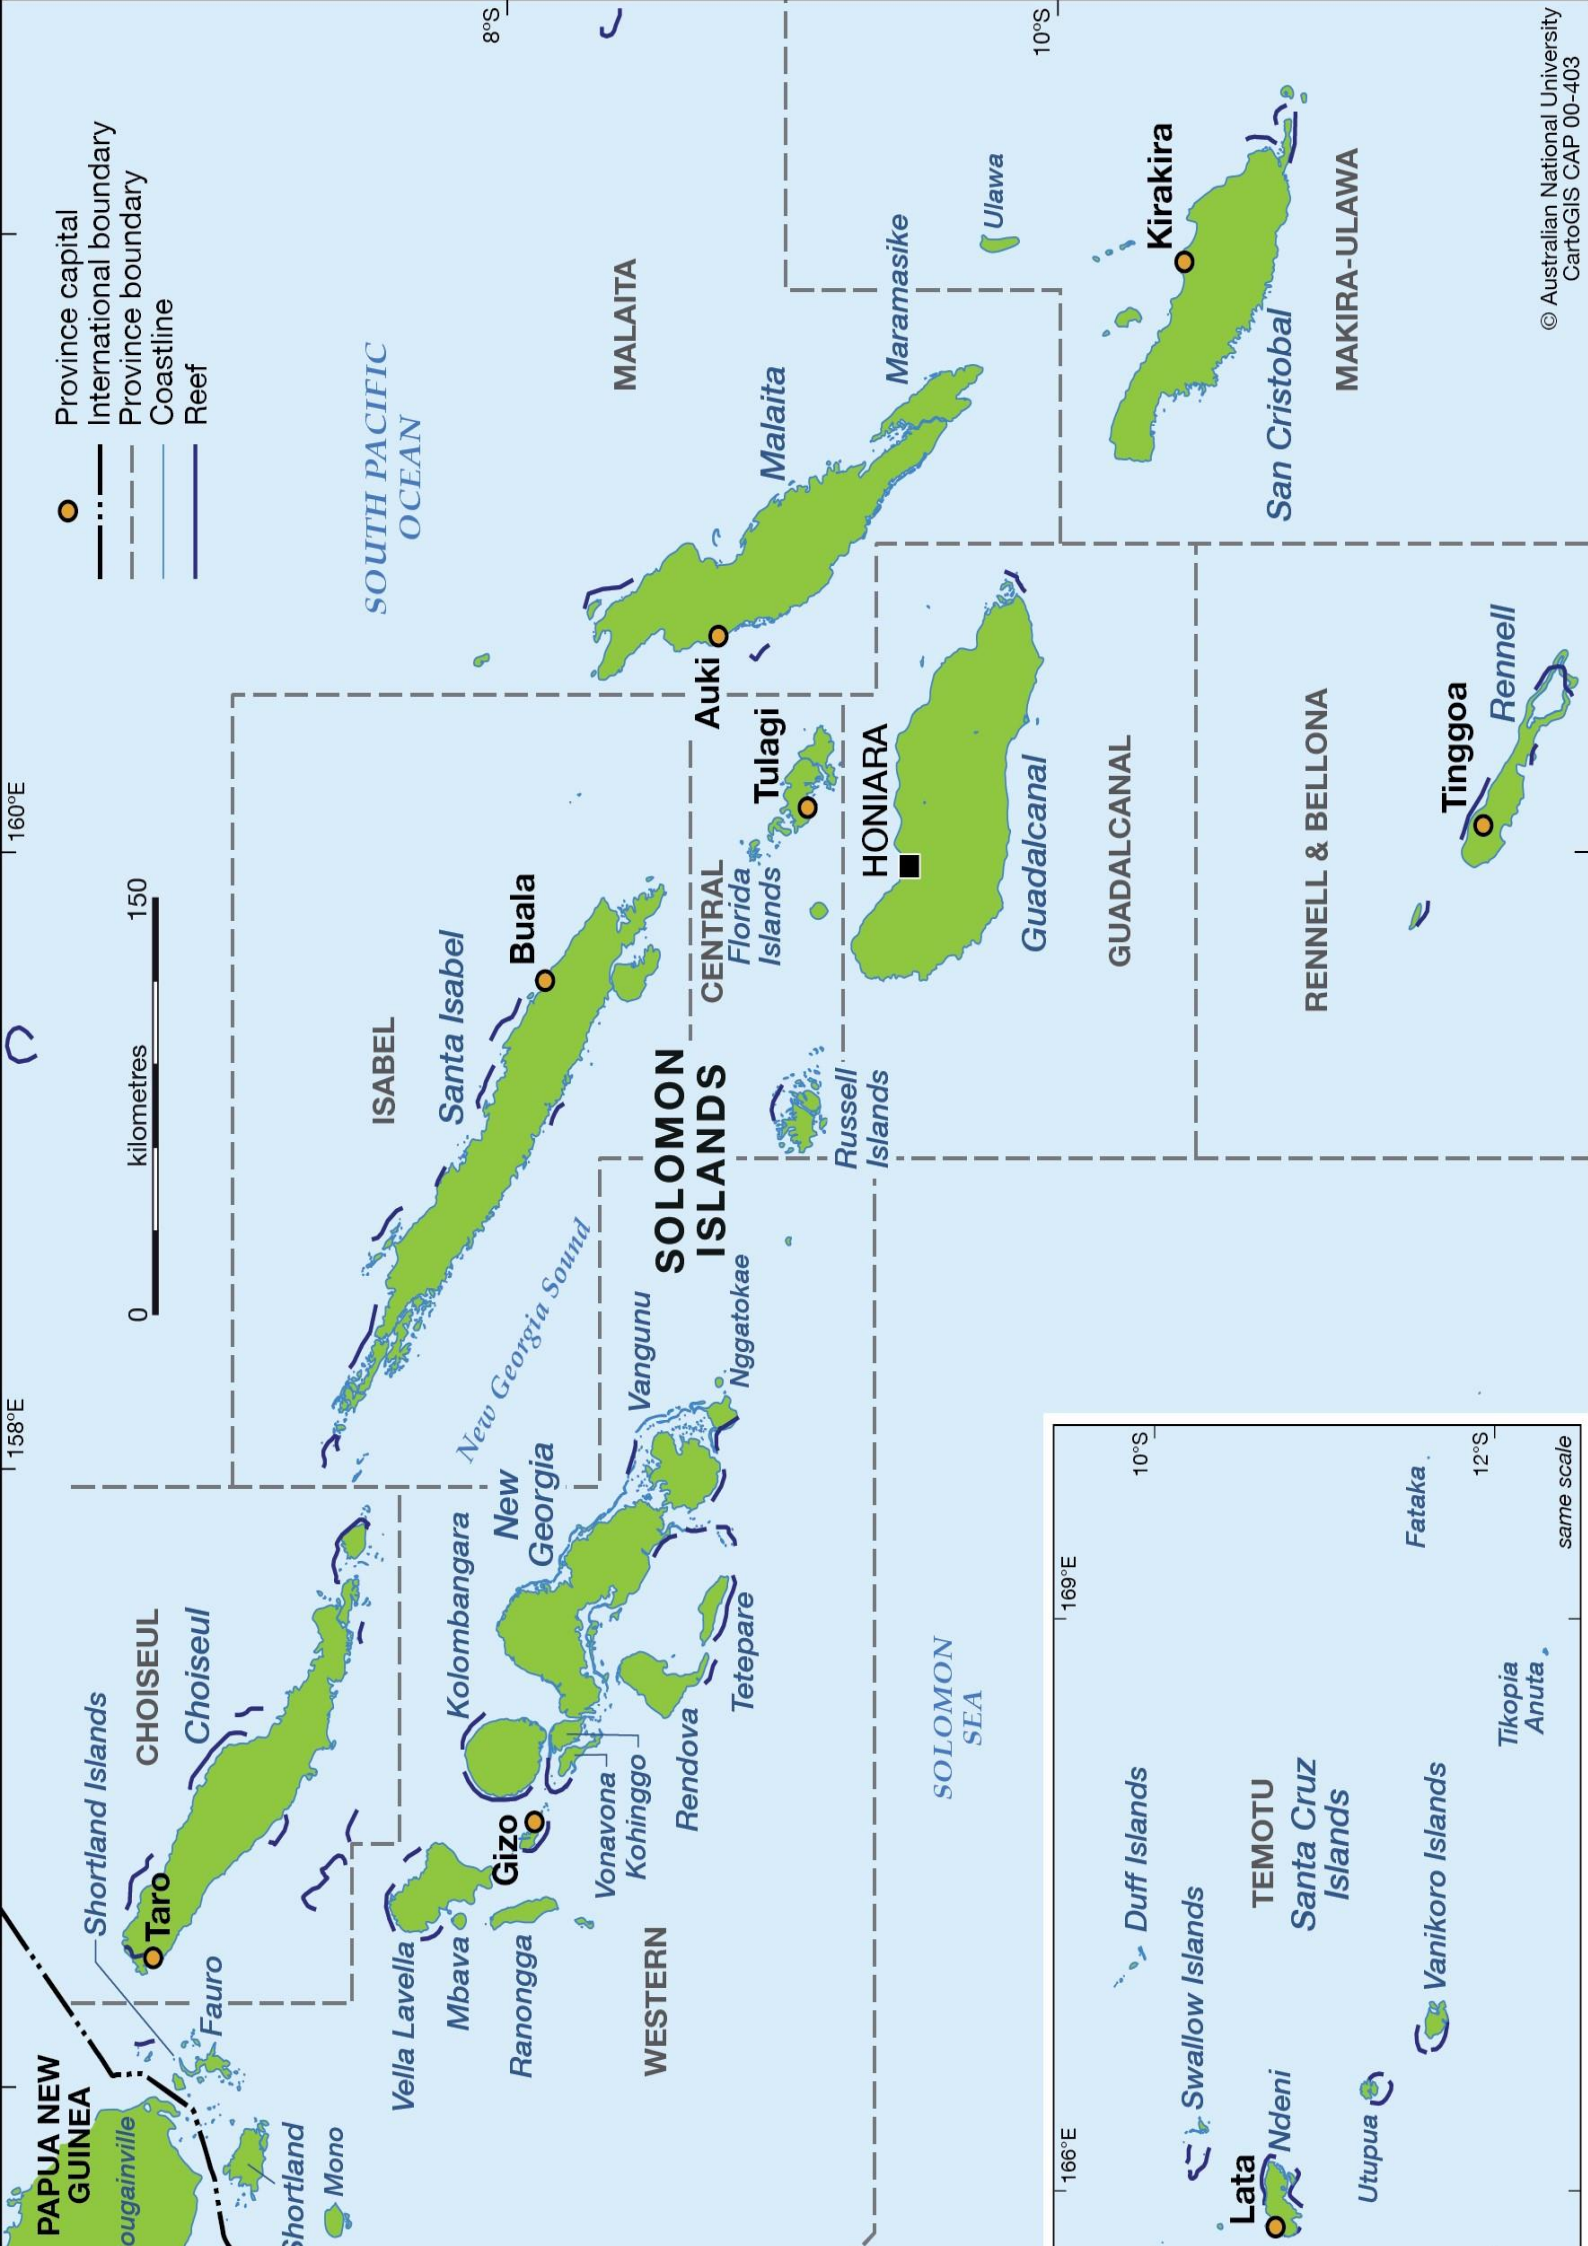 158°E
160°E
8°S
10°S
PAPUA NEW
GUINEA
ougainville
Shortland Islands
Taro
CHOISEUL
Choiseul
Fauro
Shortland
Mono
0
kilometres
150
Province capital
International boundary
Province boundary
Coastline
Reef
SOUTH PACIFIC
OCEAN
ISABEL
Santa Isabel
Buala
New Georgia Sound
Vella Lavella
Mbava
Ranongga
Gizo
Kolombangara
New
Georgia
Vangunu
Nggatokae
Vonavona
Kohinggo
Rendova
Tetepare
WESTERN
SOLOMON
ISLANDS
MALAITA
Malaita
Maramasike
Auki
CENTRAL
Florida
Islands
Tulagi
Russell
Islands
HONIARA
Guadalcanal
GUADALCANAL
Ulawa
Kirakira
San Cristobal
MAKIRA-ULAWA
SOLOMON
SEA
RENNELL & BELLONA
Tinggoa
Rennell
166°E
169°E
10°S
12°S
Duff Islands
Swallow Islands
TEMOTU
Santa Cruz
Islands
Lata
Ndeni
Utupua
Vanikoro Islands
Fataka
Tikopia
Anuta
same scale
© Australian National University
CartoGIS CAP 00-403